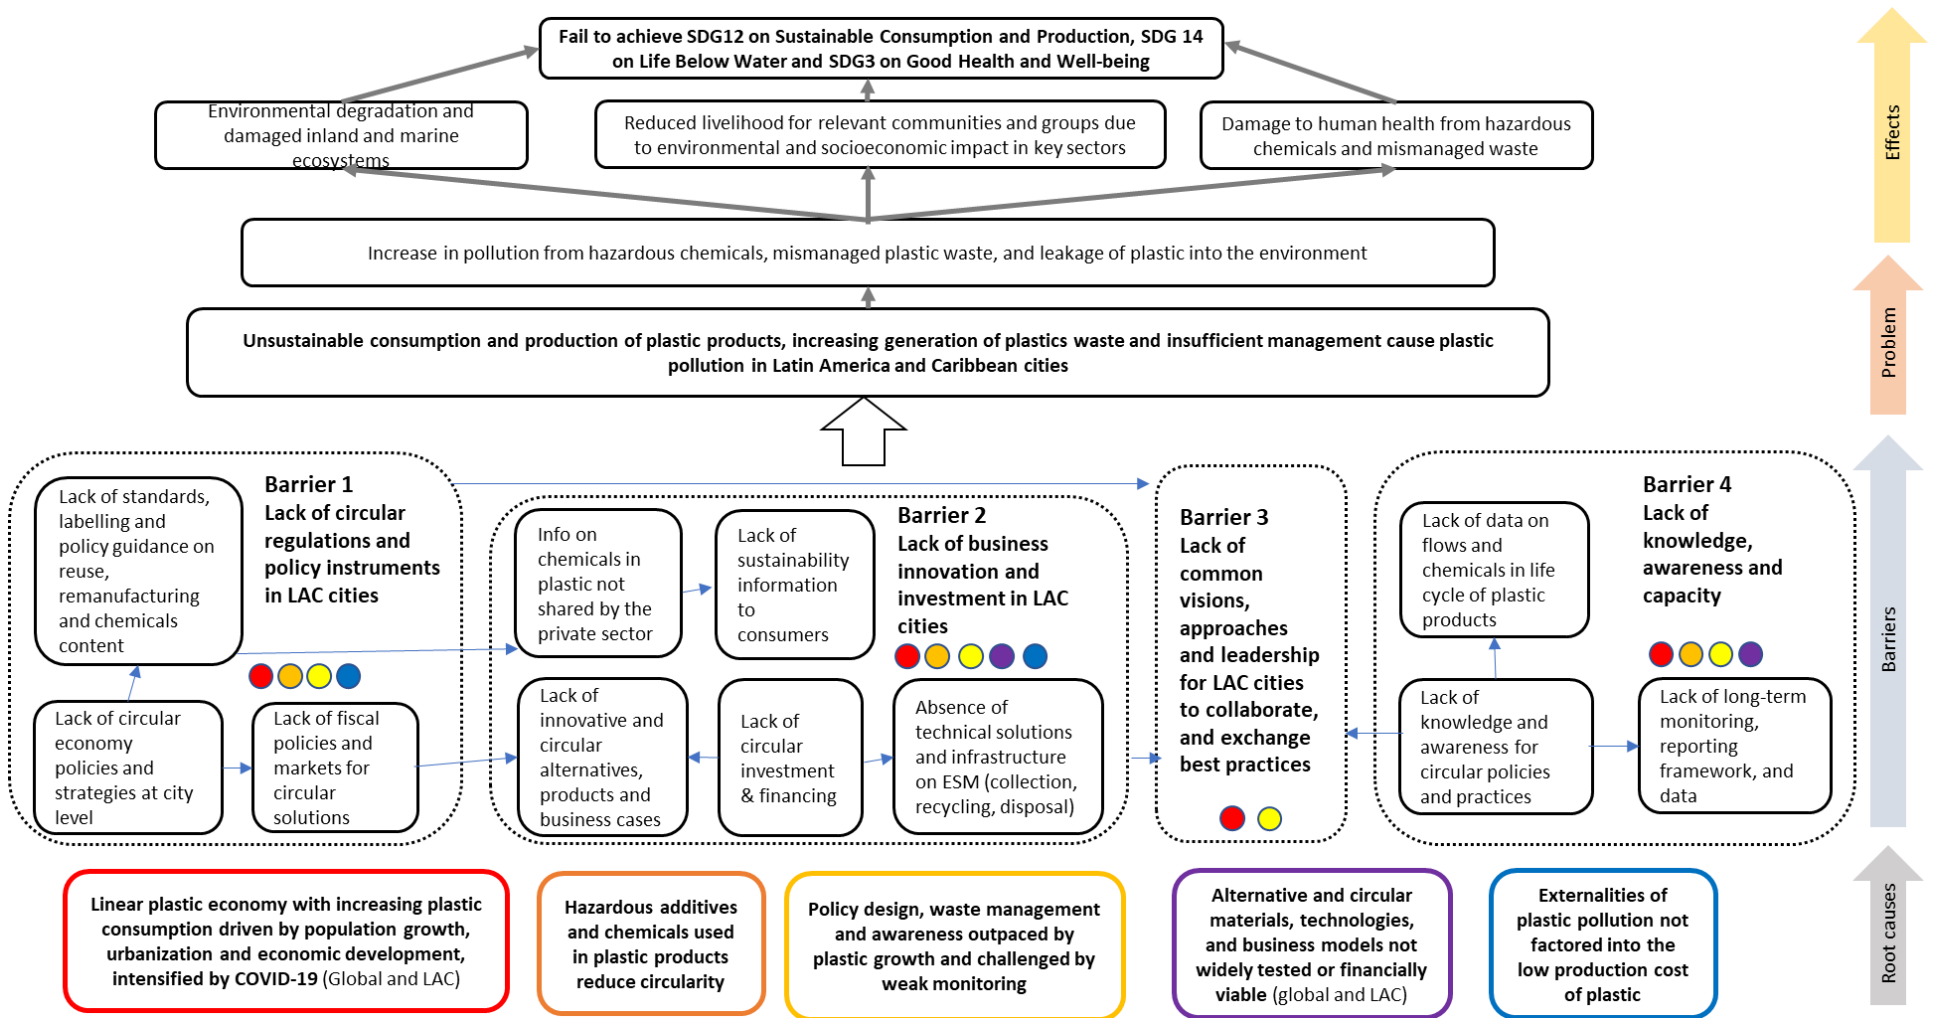 Fail to achieve SDG12 on Sustainable Consumption and Production, SDG 14
on Life Below Water and SDG3 on Good Health and Well-being
Environmental degradation and
damaged inland and marine
ecosystems
Reduced livelihood for relevant communities and groups due
to environmental and socioeconomic impact in key sectors
Damage to human health from hazardous
chemicals and mismanaged waste
Effects
Increase in pollution from hazardous chemicals, mismanaged plastic waste, and leakage of plastic into the environment
Unsustainable consumption and production of plastic products, increasing generation of plastics waste and insufficient management cause plastic
pollution in Latin America and Caribbean cities
Problem
Barrier 1
Lack of circular
regulations and
policy instruments
in LAC cities
Lack of standards,
labelling and
policy guidance on
reuse,
remanufacturing
and chemicals
content
Lack of circular
economy
policies and
strategies at city
level
Lack of fiscal
policies and
markets for
circular
solutions
Barrier 2
Lack of business
innovation and
investment in LAC
cities
Info on
chemicals in
plastic not
shared by the
private sector
Lack of
sustainability
information
to
consumers
Lack of
innovative and
circular
alternatives,
products and
business cases
Lack of
circular
investment
& financing
Absence of
technical solutions
and infrastructure
on ESM (collection,
recycling, disposal)
Barrier 3
Lack of
common
visions,
approaches
and leadership
for LAC cities
to collaborate,
and exchange
best practices
Barrier 4
Lack of
knowledge,
awareness and
capacity
Lack of data on
flows and
chemicals in life
cycle of plastic
products
Lack of
knowledge and
awareness for
circular policies
and practices
Lack of long-term
monitoring,
reporting
framework, and
data
Barriers
Linear plastic economy with increasing plastic
consumption driven by population growth,
urbanization and economic development,
intensified by COVID-19 (Global and LAC)
Hazardous additives
and chemicals used
in plastic products
reduce circularity
Policy design, waste management
and awareness outpaced by
plastic growth and challenged by
weak monitoring
Alternative and circular
materials, technologies,
and business models not
widely tested or financially
viable (global and LAC)
Externalities of
plastic pollution not
factored into the
low production cost
of plastic
Root causes